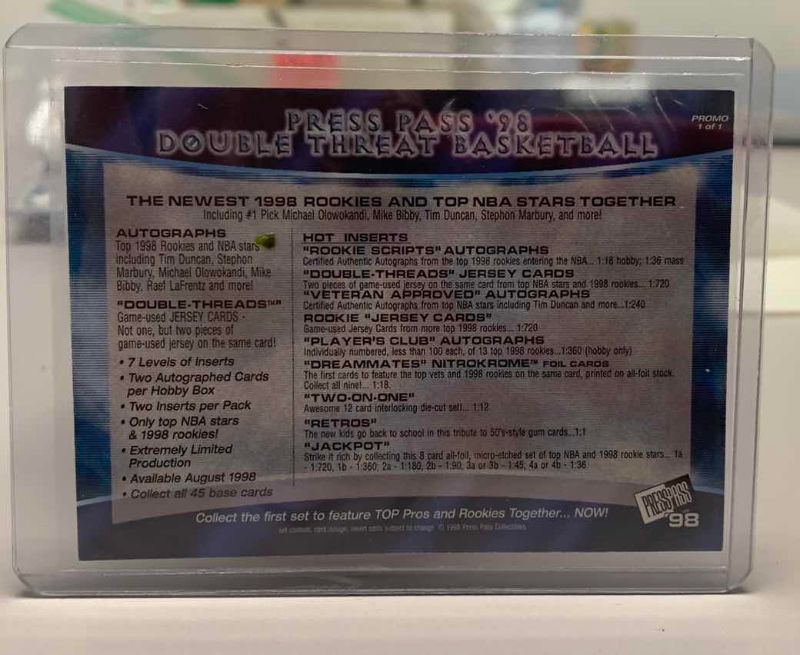 PRESS PASS '98
DOUBLE THREAT BASKETBALL
PROMO
1 of 1
THE NEWEST 1998 ROOKIES AND TOP NBA STARS TOGETHER
Including #1 Pick Michael Olowokandi, Mike Bibby, Tim Duncan, Stephon Marbury, and more!
AUTOGRAPHS
Top 1998 Rookies and NBA stars
including Tim Duncan, Stephon
Marbury, Michael Olowokandi, Mike
Bibby, Raef LaFrentz and more!
"DOUBLE-THREADS"™
Game-used JERSEY CARDS -
Not one, but two pieces of
game-used jersey on the same card!
• 7 Levels of Inserts
• Two Autographed Cards
per Hobby Box
• Two Inserts per Pack
• Only top NBA stars
& 1998 rookies!
• Extremely Limited
Production
• Available August 1998
• Collect all 45 base cards
HOT INSERTS
"ROOKIE SCRIPTS" AUTOGRAPHS
Certified Authentic Autographs from the top 1998 rookies entering the NBA... 1:18 hobby; 1:36 mass
"DOUBLE-THREADS" JERSEY CARDS
Two pieces of game-used jersey on the same card from top NBA stars and 1998 rookies... 1:720
"VETERAN APPROVED" AUTOGRAPHS
Certified Authentic Autographs from top NBA stars including Tim Duncan and more...1:240
ROOKIE "JERSEY CARDS"
Game-used Jersey Cards from more top 1998 rookies... 1:720
"PLAYER'S CLUB" AUTOGRAPHS
Individually numbered, less than 100 each, of 13 top 1998 rookies...1:360 (hobby only)
"DREAMMATES" NITROKROME™ FOIL CARDS
The first cards to feature the top vets and 1998 rookies on the same card, printed on all-foil stock.
Collect all nine!... 1:18.
"TWO-ON-ONE"
Awesome 12 card interlocking die-cut set!... 1:12
"RETROS"
The new kids go back to school in this tribute to 50's-style gum cards...1:1
"JACKPOT"
Strike it rich by collecting this 8 card all-foil, micro-etched set of top NBA and 1998 rookie stars... 1a
- 1:720, 1b - 1:360; 2a - 1:180, 2b - 1:90, 3a or 3b - 1:45, 4a or 4b - 1:36
Collect the first set to feature TOP Pros and Rookies Together... NOW!
set content, card design, insert odds subject to change. © 1998 Press Pass Collectibles
PRESS PASS
98